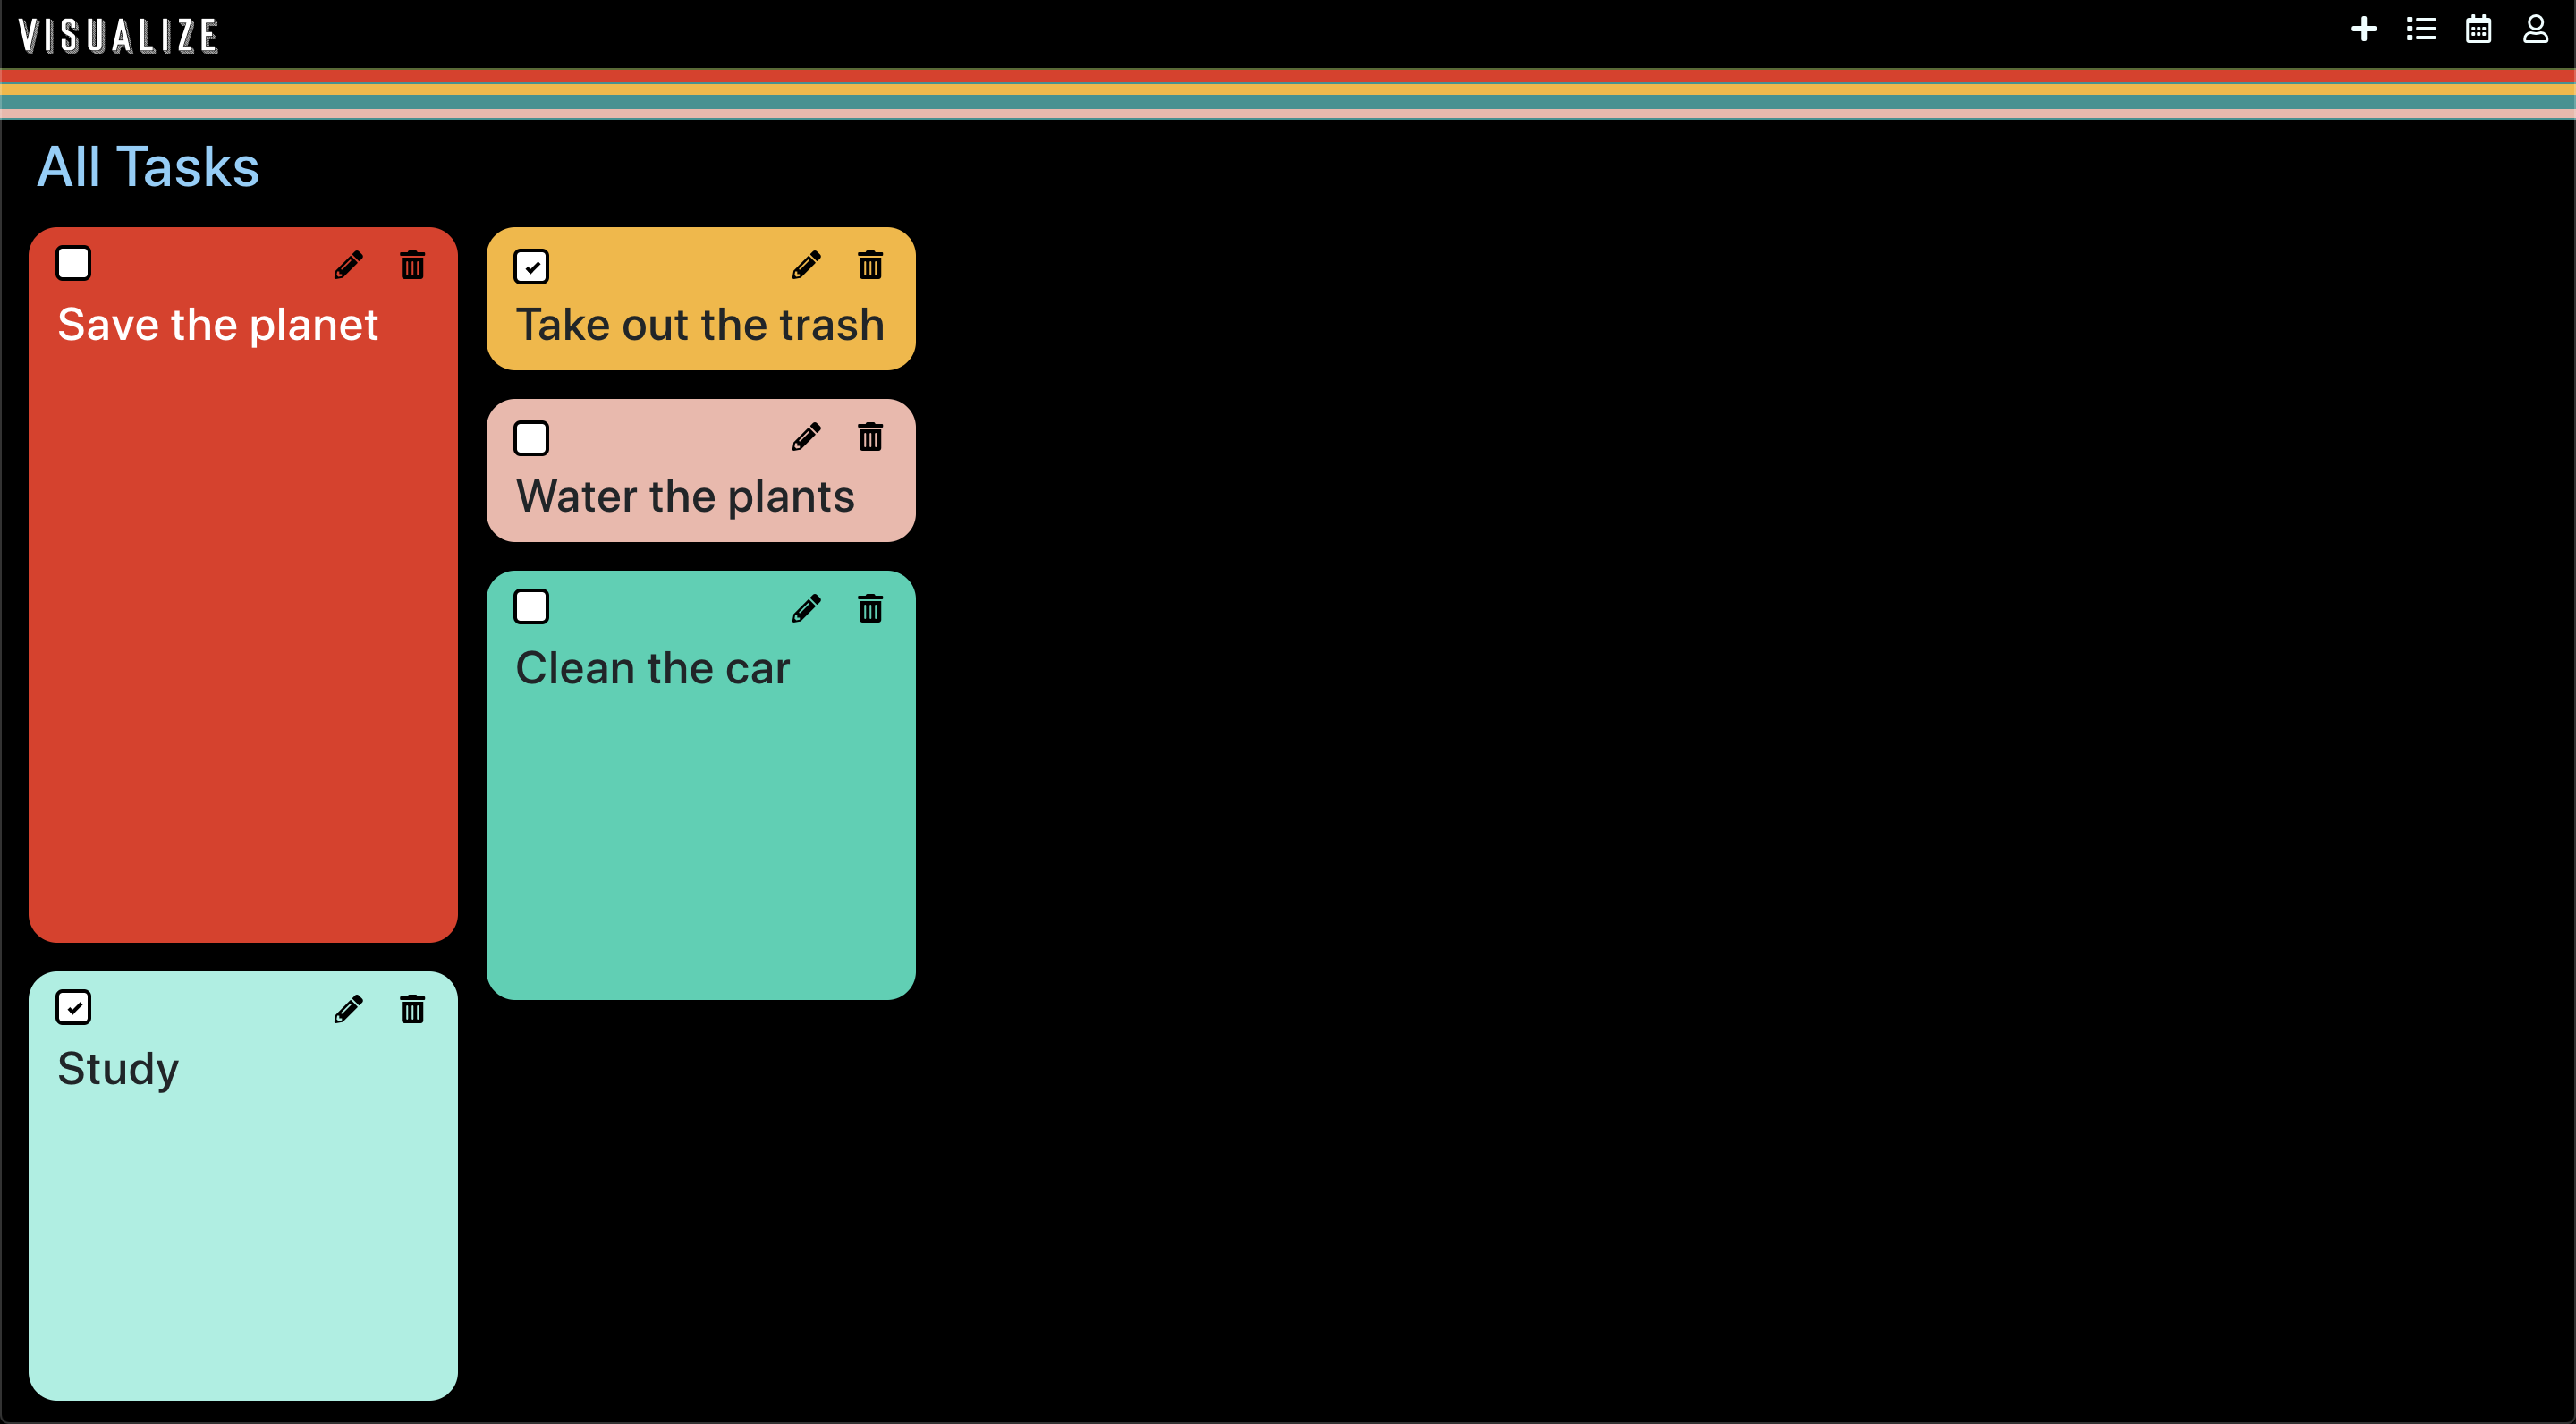 VISUALIZE
All Tasks
Save the planet
Take out the trash
Water the plants
Clean the car
Study